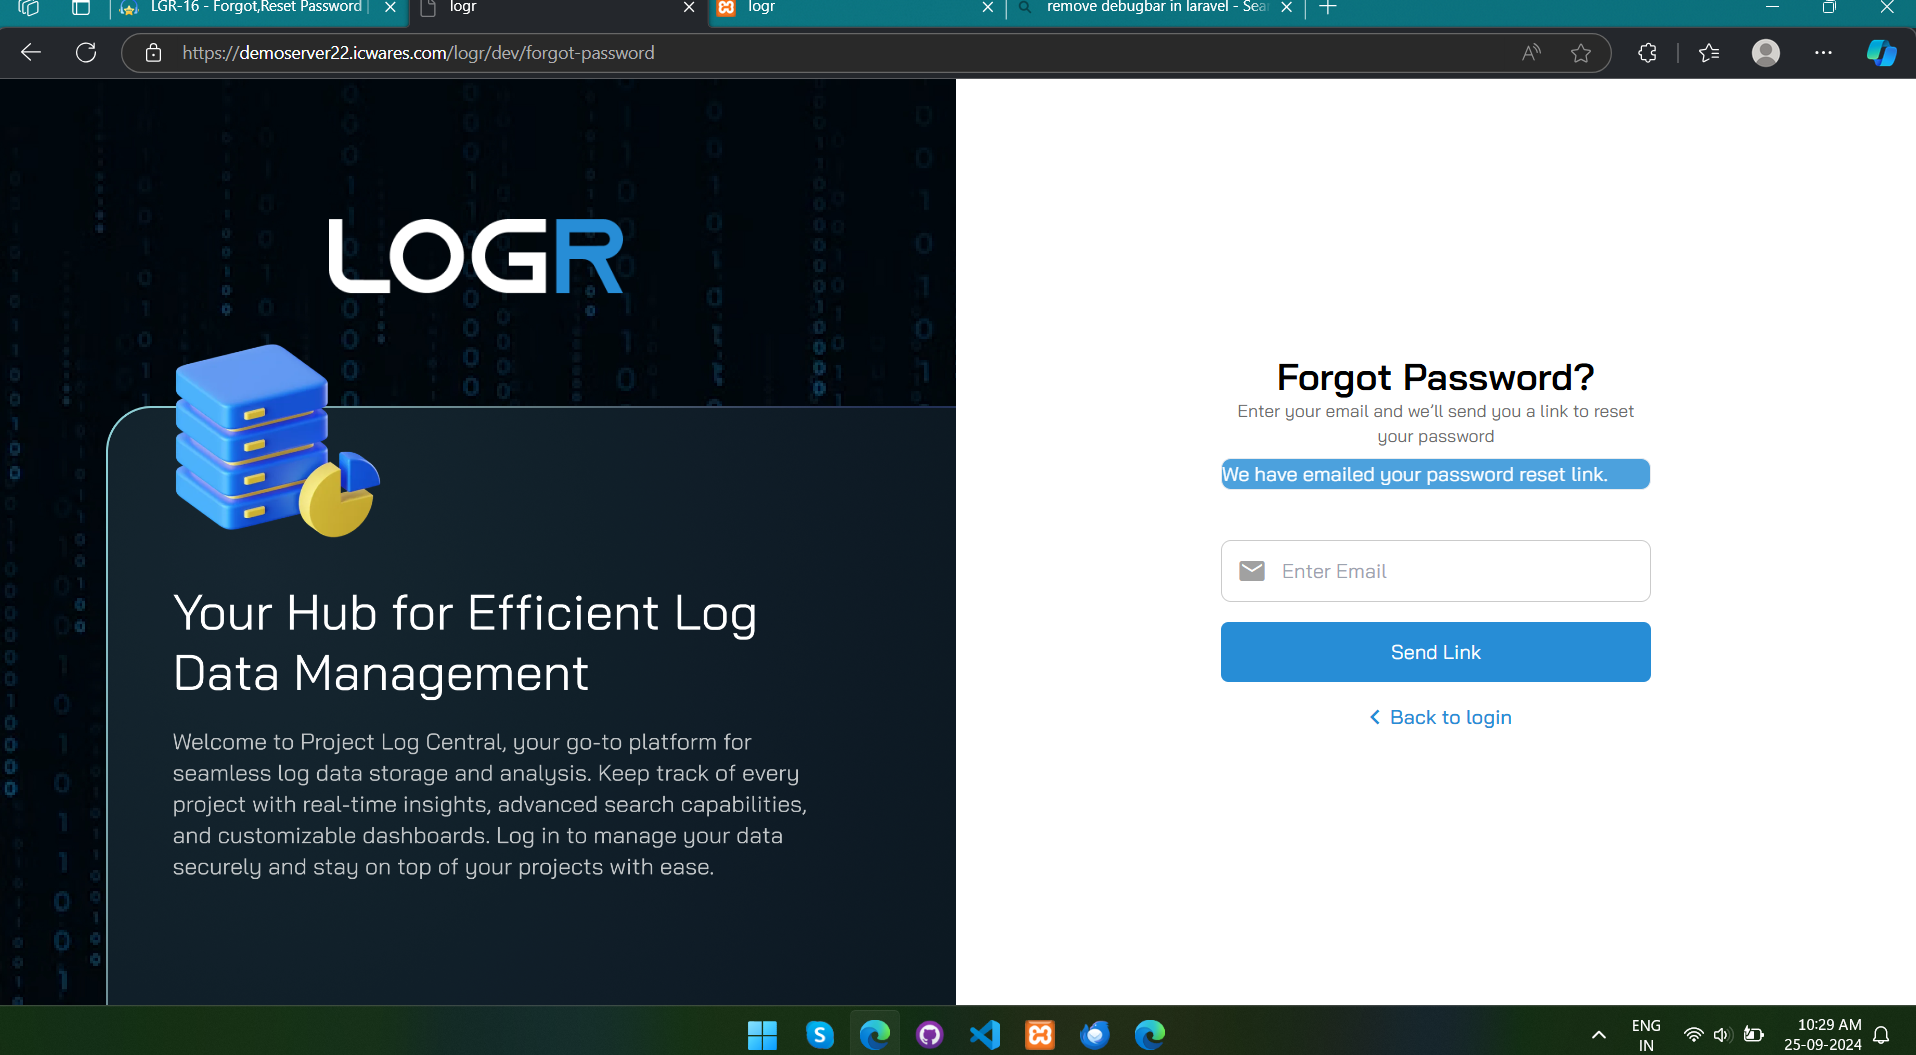 LGR-16 - Forgot,Reset Password |
logr
logr
remove debugbar in laravel - Sear
https://demoserver22.icwares.com/logr/dev/forgot-password
LOGR
Your Hub for Efficient Log
Data Management
Welcome to Project Log Central, your go-to platform for
seamless log data storage and analysis. Keep track of every
project with real-time insights, advanced search capabilities,
and customizable dashboards. Log in to manage your data
securely and stay on top of your projects with ease.
Forgot Password?
Enter your email and we’ll send you a link to reset
your password
We have emailed your password reset link.
Enter Email
Send Link
Back to login
ENG
IN
10:29 AM
25-09-2024